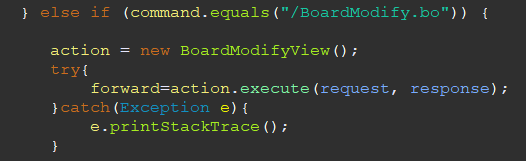 } else if (command.equals("/BoardModify.bo")) {
action = new BoardModifyView();
try{
forward=action.execute(request, response);
}catch(Exception e){
e.printStackTrace();
}